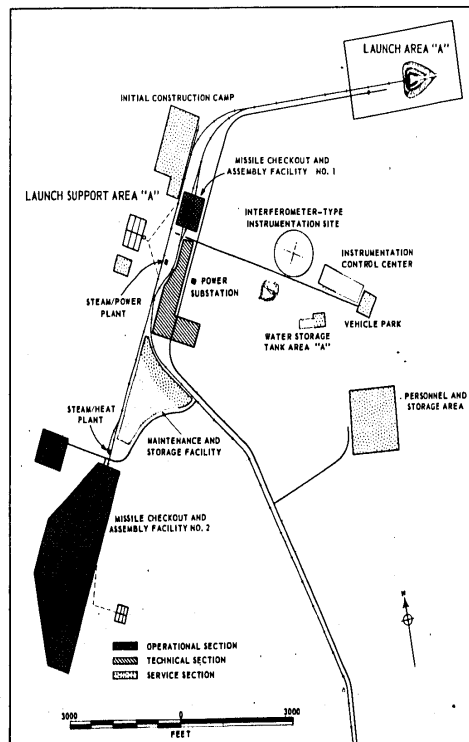 LAUNCH AREA "A"
INITIAL CONSTRUCTION CAMP
MISSILE CHECKOUT AND
ASSEMBLY FACILITY NO. 1
LAUNCH SUPPORT AREA "A"
INTERFEROMETER-TYPE
INSTRUMENTATION SITE
INSTRUMENTATION
CONTROL CENTER
STEAM/POWER
PLANT
POWER
SUBSTATION
VEHICLE PARK
WATER STORAGE
TANK AREA "A"
PERSONNEL AND
STORAGE AREA
STEAM/HEAT
PLANT
MAINTENANCE AND
STORAGE FACILITY
MISSILE CHECKOUT AND
ASSEMBLY FACILITY NO. 2
N
OPERATIONAL SECTION
TECHNICAL SECTION
SERVICE SECTION
3000 0 3000
FEET